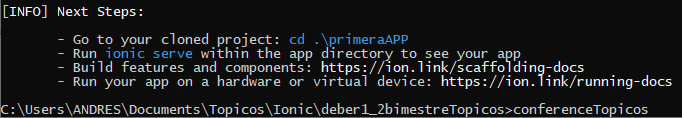 [INFO] Next Steps:
- Go to your cloned project: cd .\primeraAPP
- Run ionic serve within the app directory to see your app
- Build features and components: https://ion.link/scaffolding-docs
- Run your app on a hardware or virtual device: https://ion.link/running-docs
C:\Users\ANDRES\Documents\Topicos\Ionic\deber1_2bimestreTopicos>conferenceTopicos